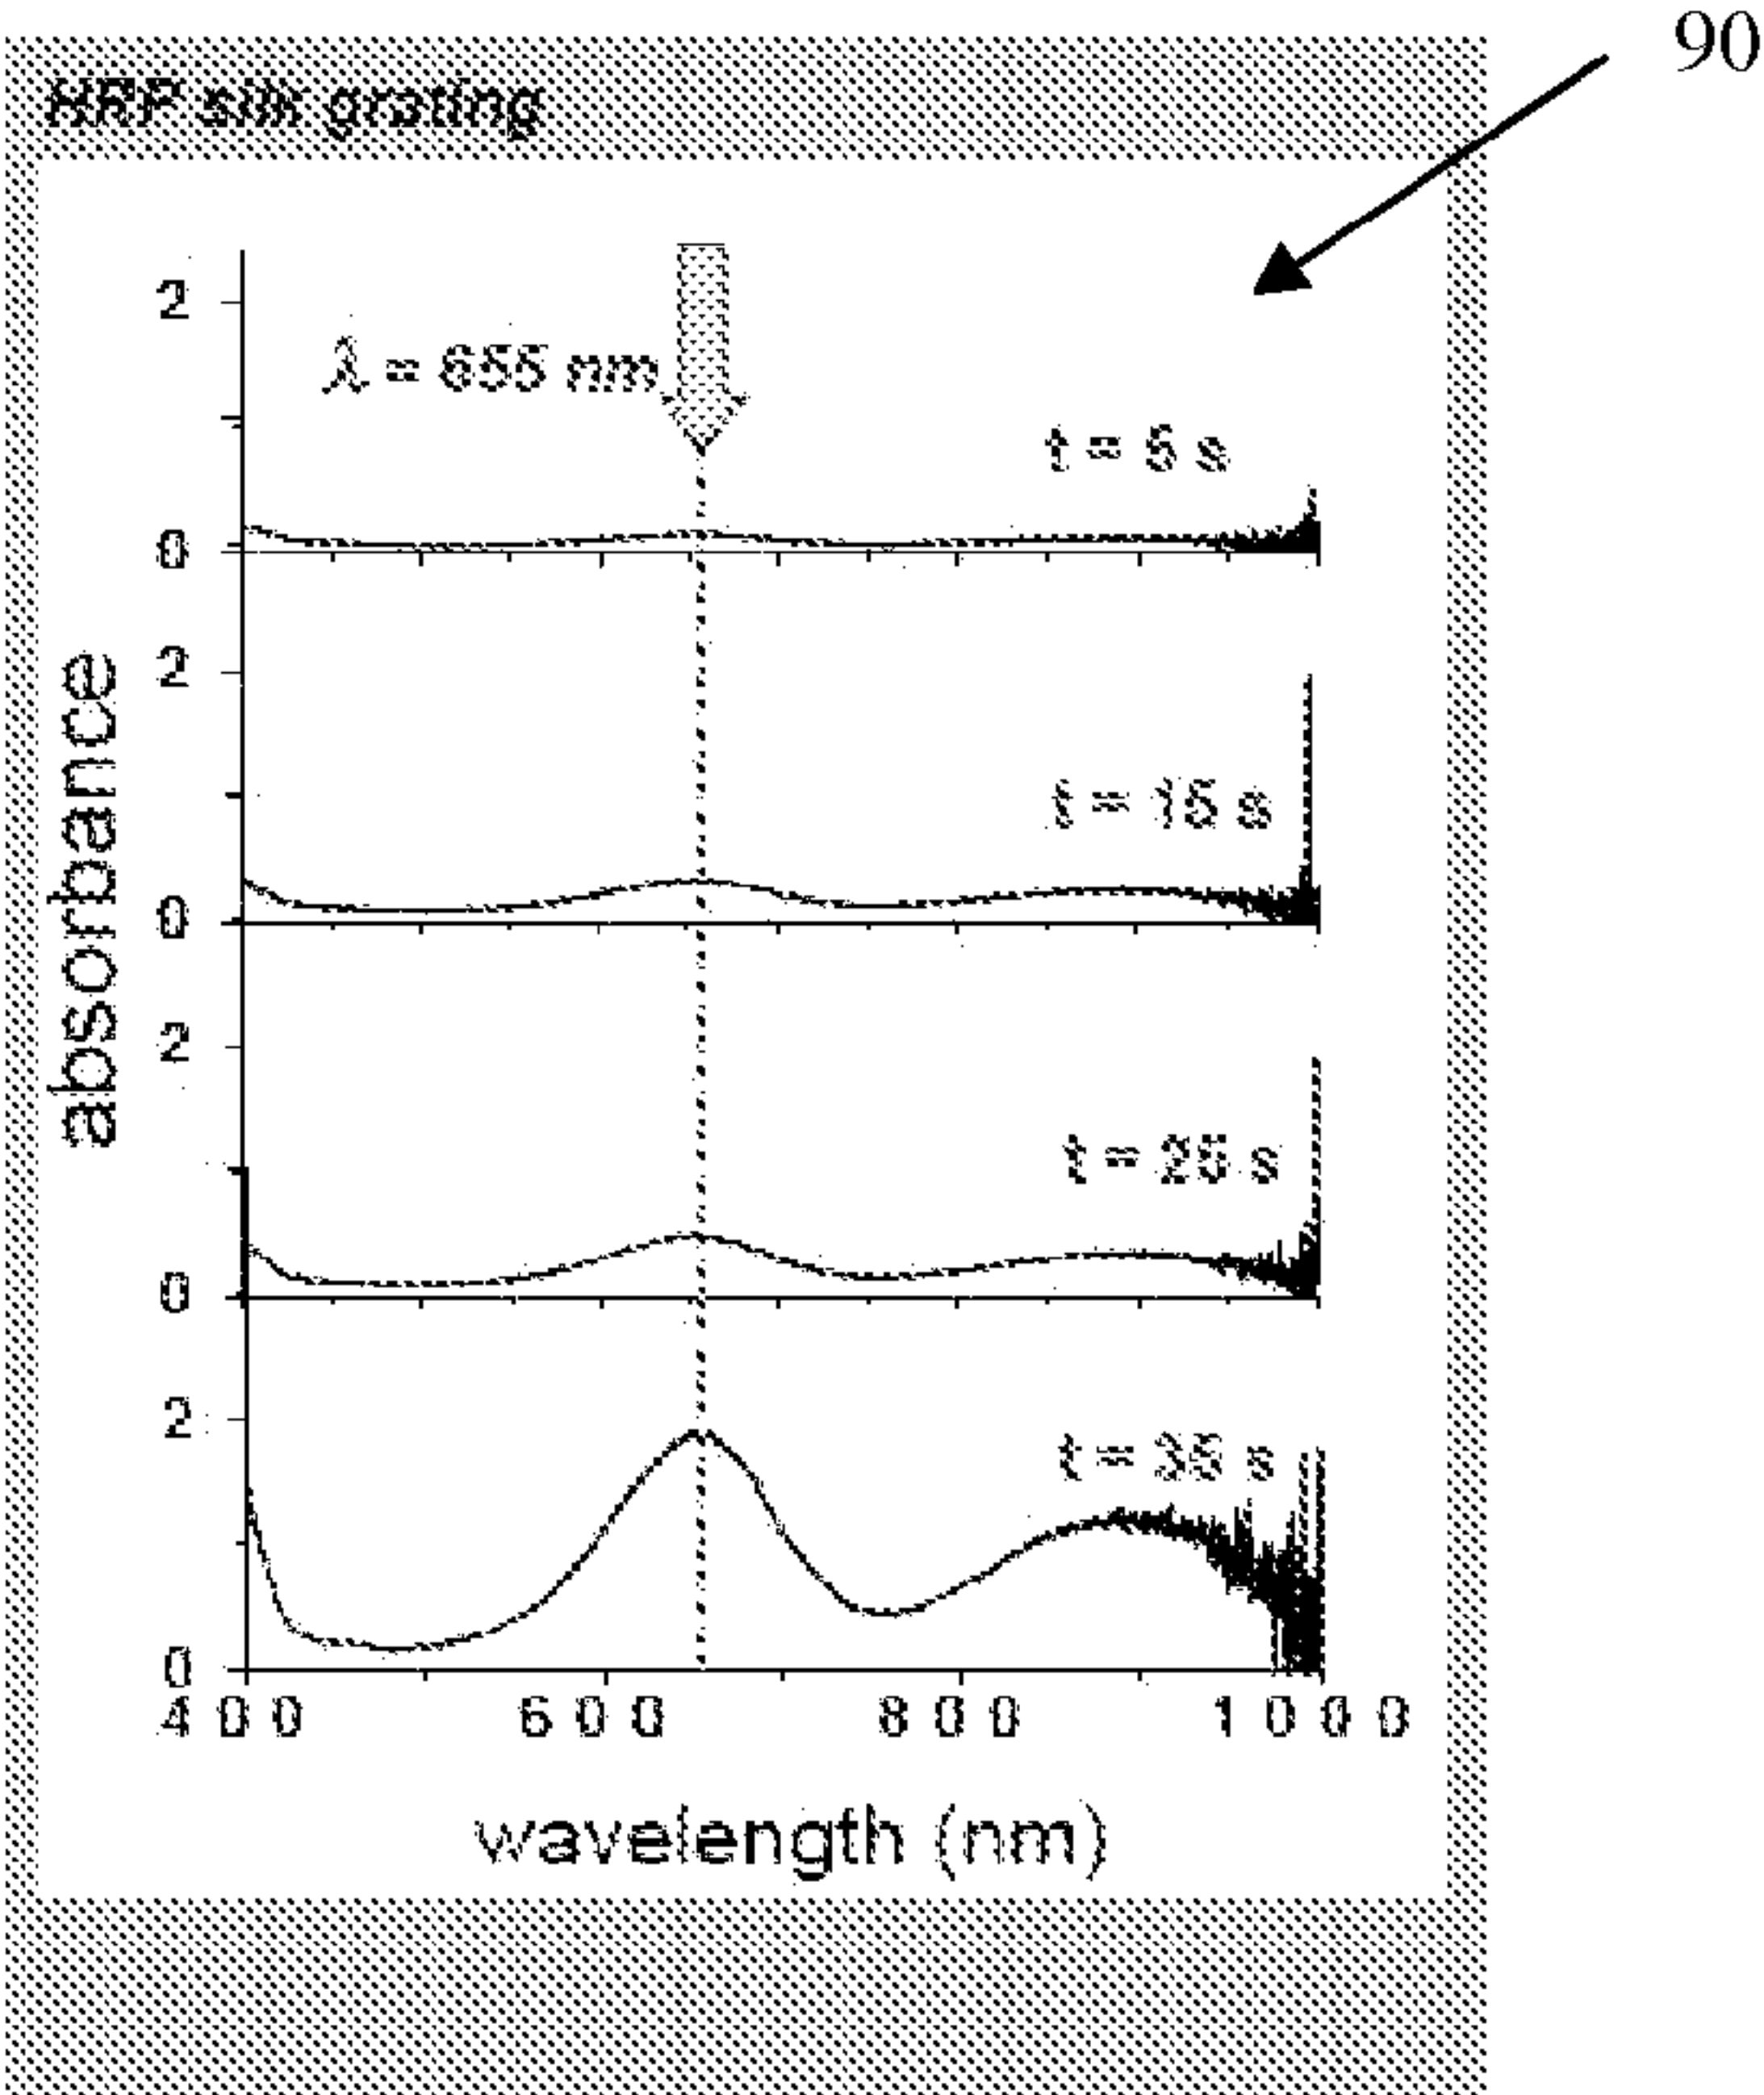 90
HRP silk grating
λ = 655 nm
2
0
t = 5 s
2
0
t = 15 s
2
0
t = 25 s
2
0
t = 35 s
absorbance
400 600 800 1000
wavelength (nm)